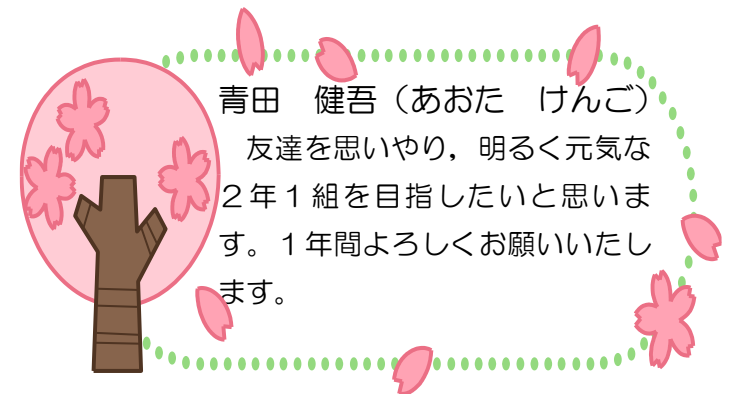 青田　健吾（あおた　けんご）
　友達を思いやり，明るく元気な
２年１組を目指したいと思いま
す。１年間よろしくお願いいたし
ます。